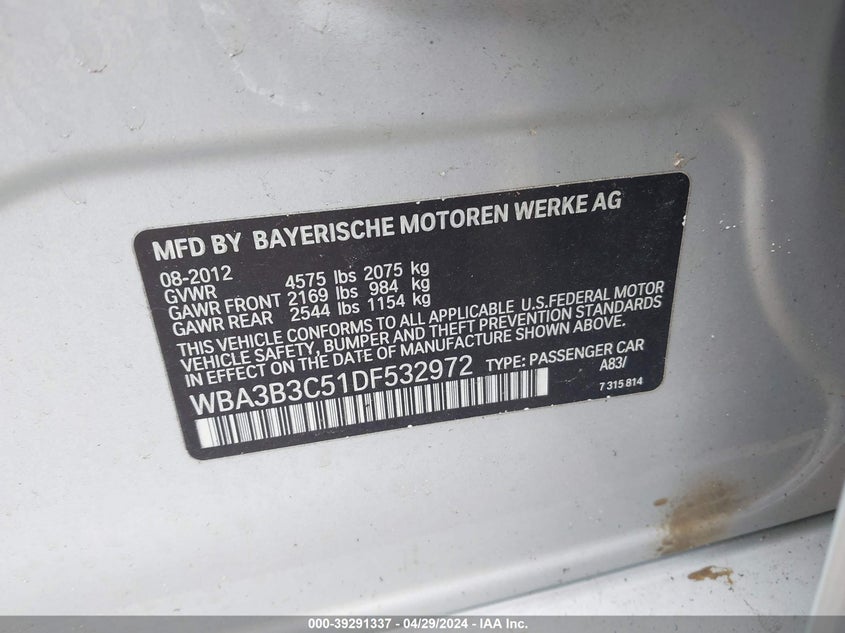 MFD BY BAYERISCHE MOTOREN WERKE AG
08-2012
GVWR 4575 lbs 2075 kg
GAWR FRONT 2169 lbs 984 kg
GAWR REAR 2544 lbs 1154 kg
THIS VEHICLE CONFORMS TO ALL APPLICABLE U.S.FEDERAL MOTOR
VEHICLE SAFETY, BUMPER AND THEFT PREVENTION STANDARDS
IN EFFECT ON THE DATE OF MANUFACTURE SHOWN ABOVE.
WBA3B3C51DF532972 TYPE: PASSENGER CAR
A83/
7 315 814
000-39291337 - 04/29/2024 - IAA Inc.